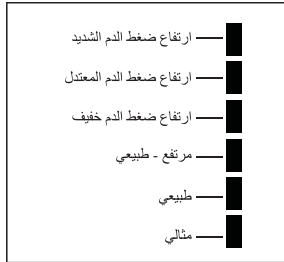 ارتفاع ضغط الدم الشديد
ارتفاع ضغط الدم المعتدل
ارتفاع ضغط الدم خفيف
مرتفع - طبيعي
طبيعي
مثالي